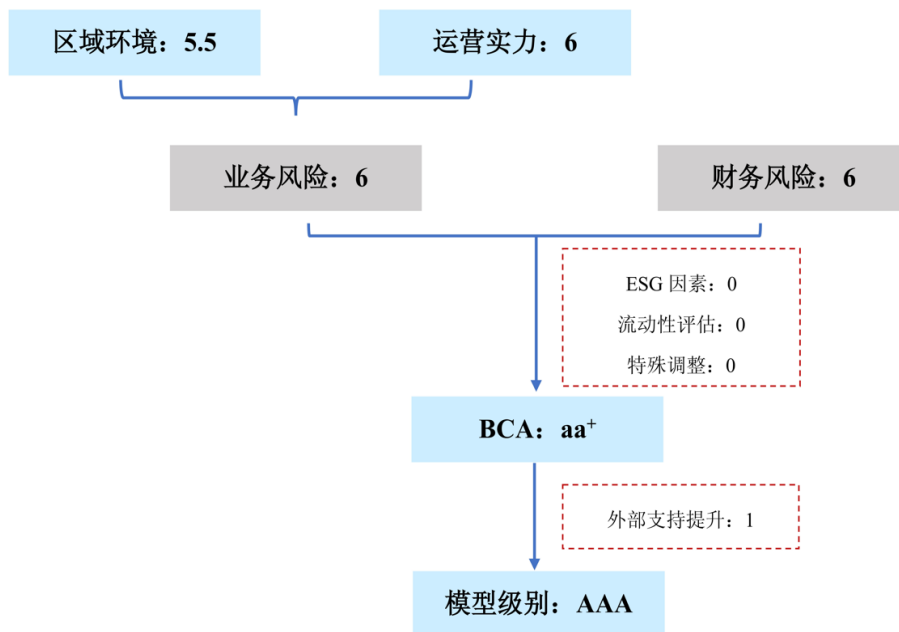 区域环境：5.5
运营实力：6
业务风险：6
财务风险：6
ESG 因素：0
流动性评估：0
特殊调整：0
BCA：aa⁺
外部支持提升：1
模型级别：AAA